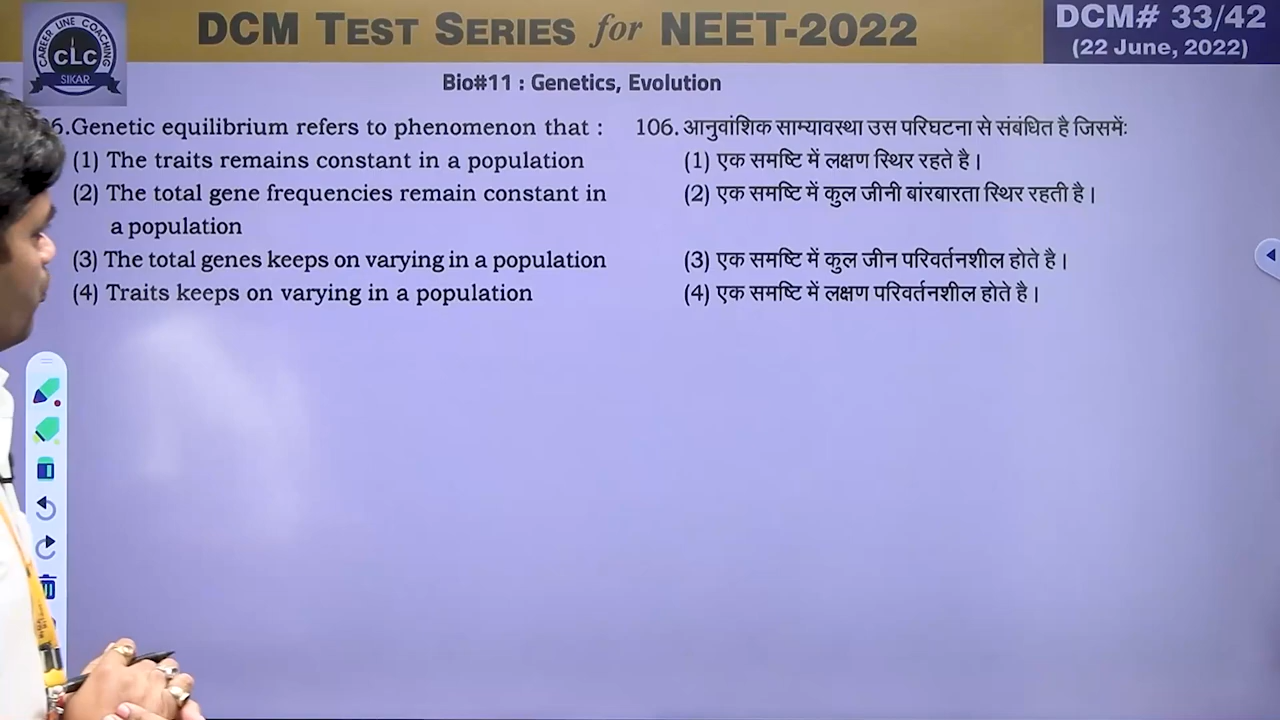 CAREER LINE COACHING
CLC
SIKAR
DCM TEST SERIES for NEET-2022
DCM# 33/42
(22 June, 2022)
Bio#11 : Genetics, Evolution
6.Genetic equilibrium refers to phenomenon that :
(1) The traits remains constant in a population
(2) The total gene frequencies remain constant in
a population
(3) The total genes keeps on varying in a population
(4) Traits keeps on varying in a population
106. आनुवांशिक साम्यावस्था उस परिघटना से संबंधित है जिसमेंः
(1) एक समष्टि में लक्षण स्थिर रहते है।
(2) एक समष्टि में कुल जीनी बांरबारता स्थिर रहती है।
(3) एक समष्टि में कुल जीन परिवर्तनशील होते है।
(4) एक समष्टि में लक्षण परिवर्तनशील होते है।